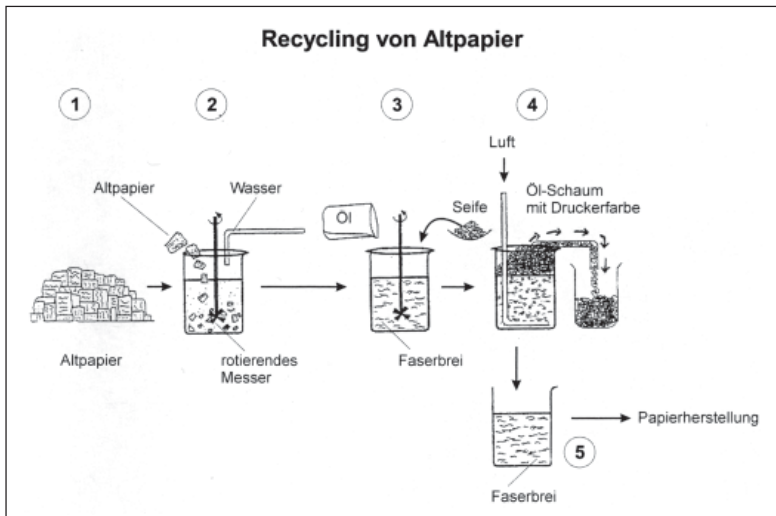 Recycling von Altpapier
1
2
3
4
Luft
Altpapier
Wasser
Öl
Seife
Öl-Schaum
mit Druckerfarbe
Altpapier
rotierendes
Messer
Faserbrei
Papierherstellung
5
Faserbrei